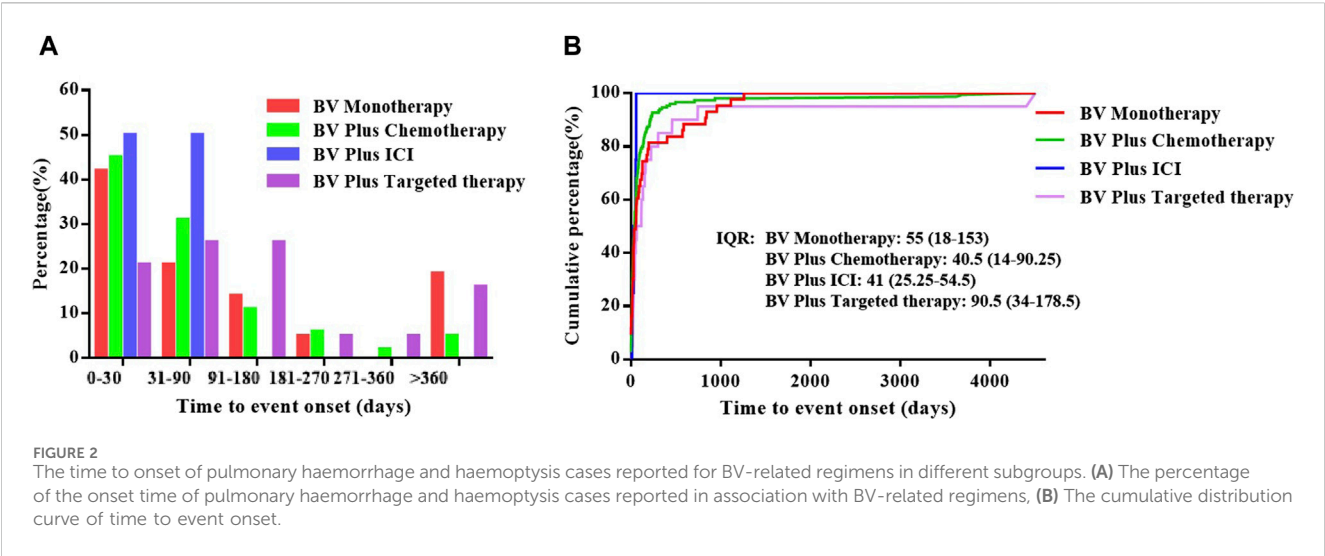 A
B
60
50
40
30
20
10
0
Percentage(%)
BV Monotherapy
BV Plus Chemotherapy
BV Plus ICI
BV Plus Targeted therapy
0-30 31-90 91-180 181-270 271-360 >360
Time to event onset (days)
100
80
60
40
20
0
Cumulative percentage(%)
BV Monotherapy
BV Plus Chemotherapy
BV Plus ICI
BV Plus Targeted therapy
IQR: BV Monotherapy: 55 (18-153)
BV Plus Chemotherapy: 40.5 (14-90.25)
BV Plus ICI: 41 (25.25-54.5)
BV Plus Targeted therapy: 90.5 (34-178.5)
0 1000 2000 3000 4000
Time to event onset (days)
FIGURE 2
The time to onset of pulmonary haemorrhage and haemoptysis cases reported for BV-related regimens in different subgroups. (A) The percentage
of the onset time of pulmonary haemorrhage and haemoptysis cases reported in association with BV-related regimens, (B) The cumulative distribution
curve of time to event onset.